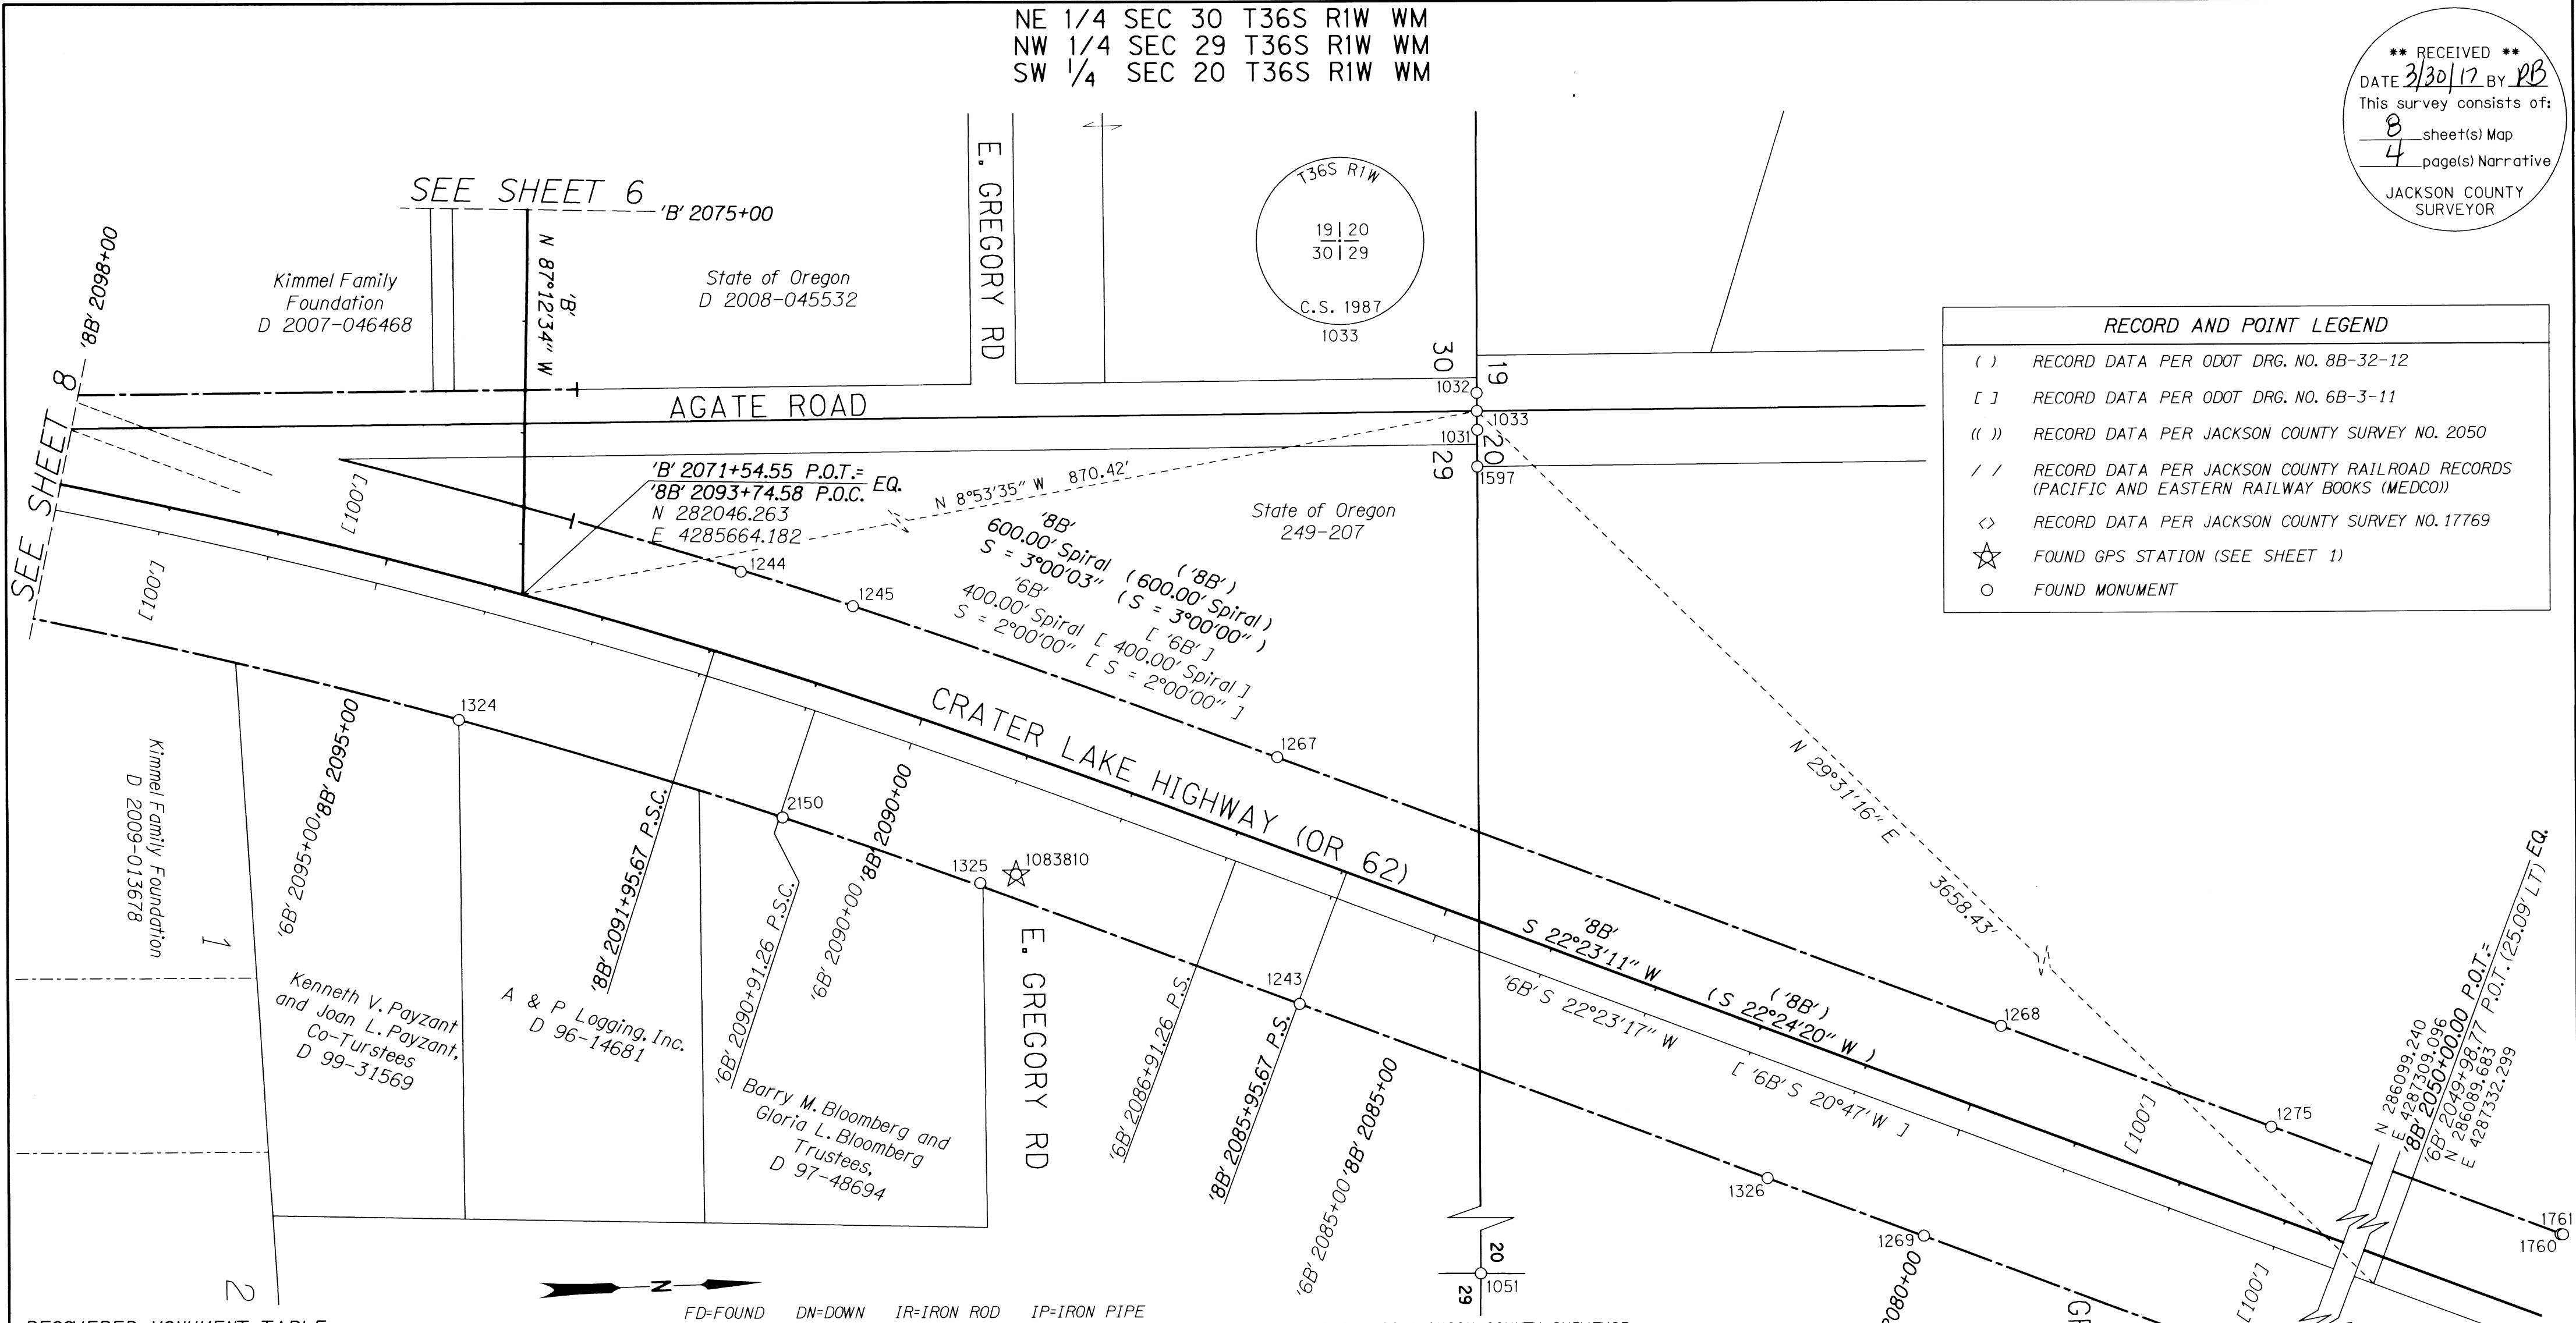 NE 1/4 SEC 30 T36S R1W WM
NW 1/4 SEC 29 T36S R1W WM
SW 1/4 SEC 20 T36S R1W WM
** RECEIVED **
DATE 3/30/17 BY PB
This survey consists of:
8 sheet(s) Map
4 page(s) Narrative
JACKSON COUNTY
SURVEYOR
SEE SHEET 6
'B' 2075+00
'8B' 2098+00
SEE SHEET 8
Kimmel Family
Foundation
D 2007-046468
'B'
N 87°12'34" W
State of Oregon
D 2008-045532
E. GREGORY RD
T36S R1W
19 20
30 29
C.S. 1987
1033
30
19
1032
1033
1031
29
20
1597
AGATE ROAD
RECORD AND POINT LEGEND
( ) RECORD DATA PER ODOT DRG. NO. 8B-32-12
[ ] RECORD DATA PER ODOT DRG. NO. 6B-3-11
(( )) RECORD DATA PER JACKSON COUNTY SURVEY NO. 2050
/ / RECORD DATA PER JACKSON COUNTY RAILROAD RECORDS
(PACIFIC AND EASTERN RAILWAY BOOKS (MEDCO))
<> RECORD DATA PER JACKSON COUNTY SURVEY NO. 17769
FOUND GPS STATION (SEE SHEET 1)
FOUND MONUMENT
[100']
[100']
'B' 2071+54.55 P.O.T.=
'8B' 2093+74.58 P.O.C. EQ.
N 282046.263
E 4285664.182
N 8°53'35" W 870.42'
State of Oregon
249-207
1244
1245
'8B'
600.00' Spiral
S = 3°00'03"
('8B')
(600.00' Spiral)
(S = 3°00'00")
'6B'
400.00' Spiral
S = 2°00'00"
['6B']
[400.00' Spiral]
[S = 2°00'00"]
1267
CRATER LAKE HIGHWAY (OR 62)
N 29°31'16" E
3658.43'
1324
2150
1325
1083810
1243
Kimmel Family Foundation
D 2009-013678
1
2
'6B' 2095+00
'8B' 2095+00
'8B' 2091+95.67 P.S.C.
'6B' 2090+91.26 P.S.C.
'6B' 2090+00
'8B' 2090+00
Kenneth V. Payzant
and Joan L. Payzant,
Co-Turstees
D 99-31569
A & P Logging, Inc.
D 96-14681
Barry M. Bloomberg and
Gloria L. Bloomberg
Trustees,
D 97-48694
E. GREGORY RD
'6B' 2086+91.26 P.S.
'8B' 2085+95.67 P.S.
'6B' 2085+00
'8B' 2085+00
'8B'
S 22°23'11" W
('8B')
(S 22°24'20" W)
'6B' S 22°23'17" W
['6B' S 20°47' W]
1268
1275
1326
1269
[100']
[100']
N 286099.240
E 4287309.096
'8B' 2050+00.00 P.O.T.=
'6B' 2049+98.77 P.O.T. (25.09' LT) EQ.
N 286089.683
E 4287332.299
1761
1760
20
29
1051
N
FD=FOUND DN=DOWN IR=IRON ROD IP=IRON PIPE